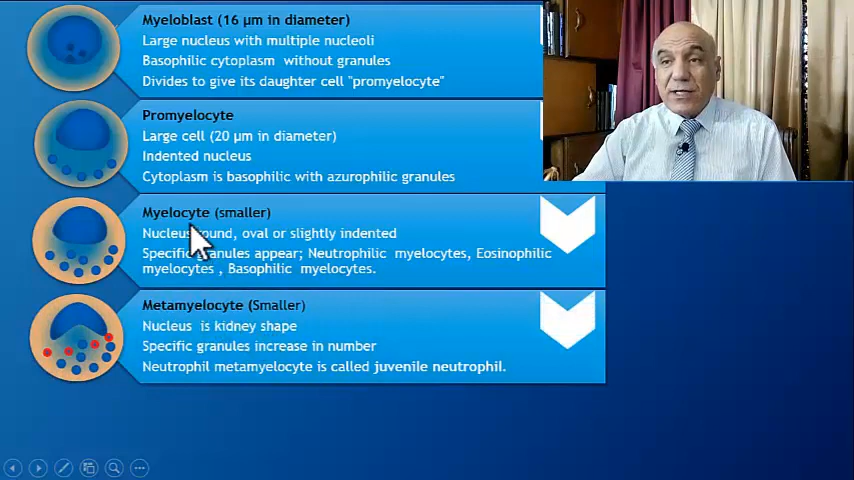 Myeloblast (16 µm in diameter)
Large nucleus with multiple nucleoli
Basophilic cytoplasm without granules
Divides to give its daughter cell "promyelocyte"
Promyelocyte
Large cell (20 µm in diameter)
Indented nucleus
Cytoplasm is basophilic with azurophilic granules
Myelocyte (smaller)
Nucleus round, oval or slightly indented
Specific granules appear; Neutrophilic myelocytes, Eosinophilic
myelocytes , Basophilic myelocytes.
Metamyelocyte (Smaller)
Nucleus is kidney shape
Specific granules increase in number
Neutrophil metamyelocyte is called juvenile neutrophil.